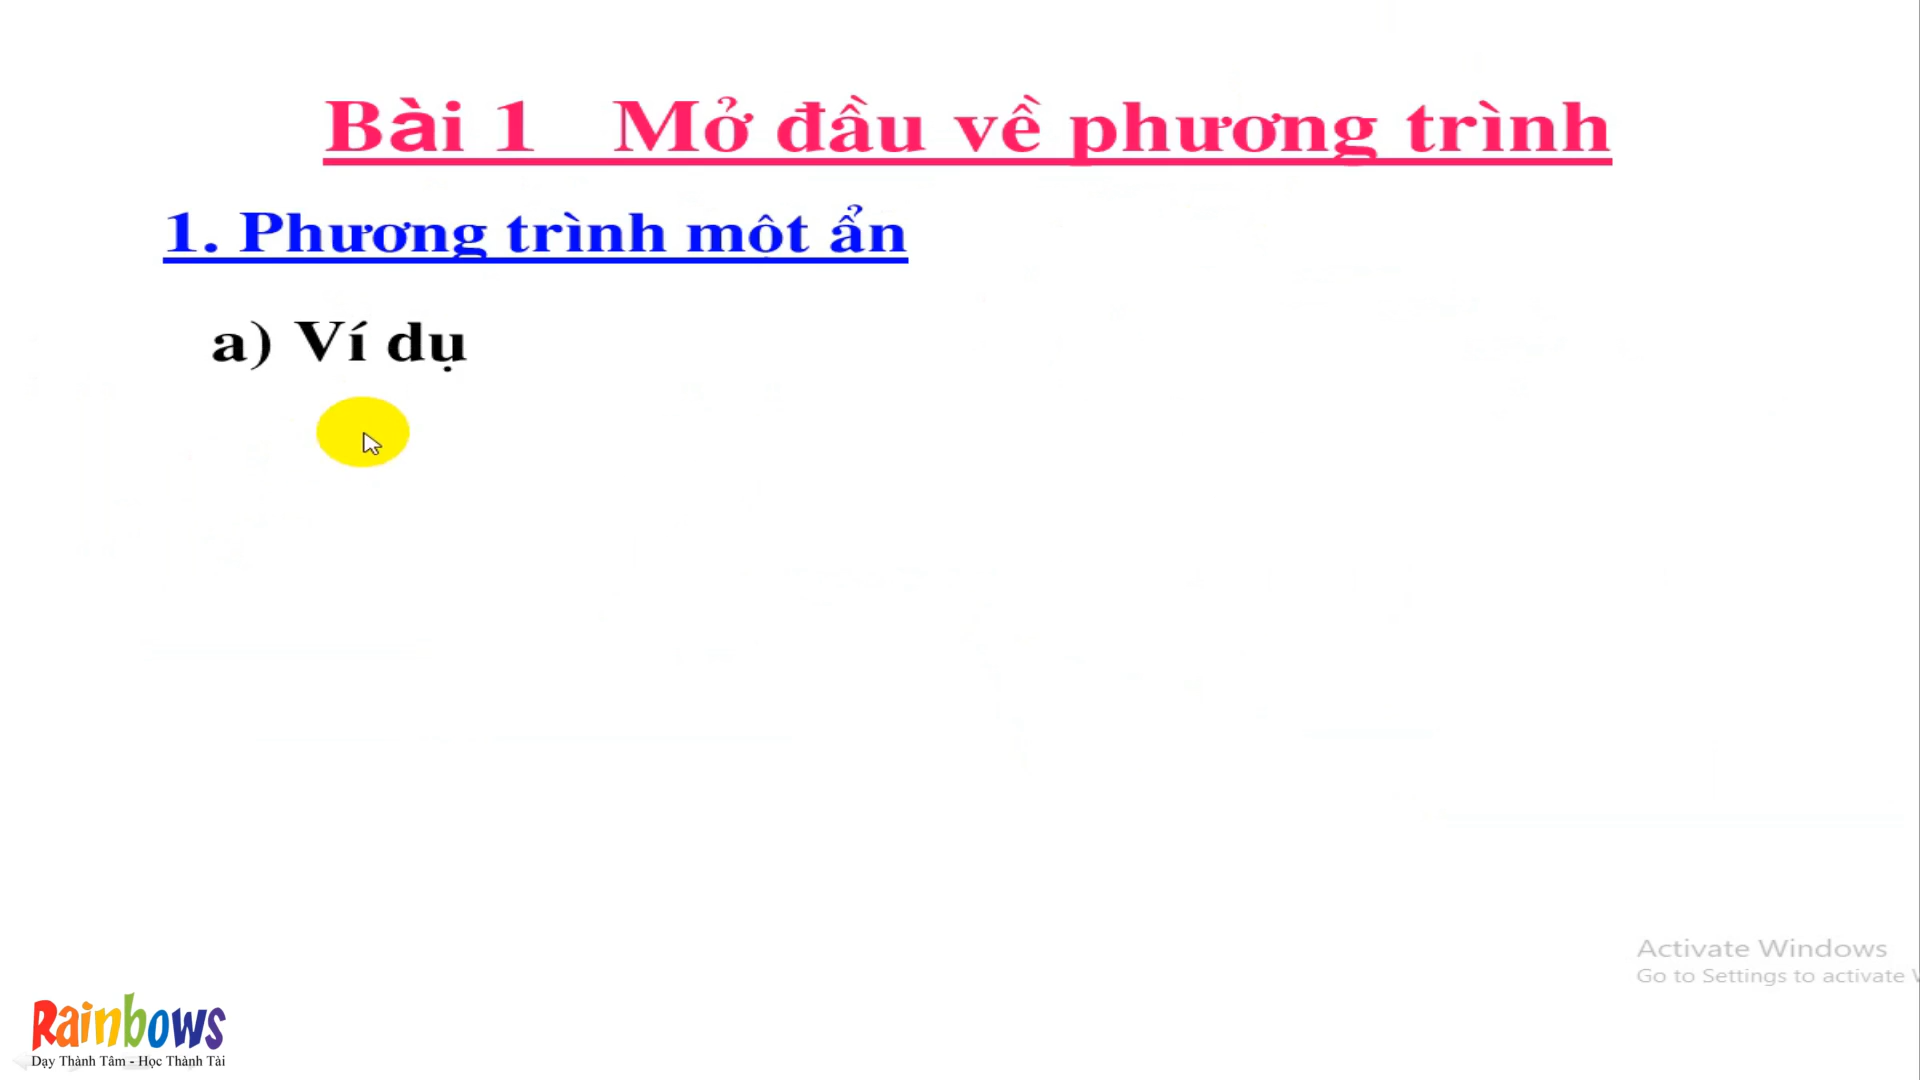 Bài 1 Mở đầu về phương trình
1. Phương trình một ẩn
a) Ví dụ
Activate Windows
Go to Settings to activate
Rainbows
Dạy Thành Tâm - Học Thành Tài